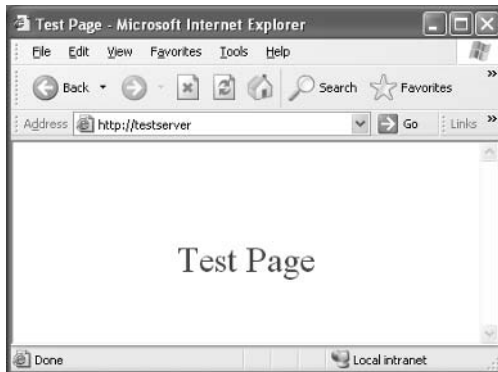 Test Page - Microsoft Internet Explorer
File Edit View Favorites Tools Help
Back Search Favorites »
Address http://testserver Go Links »
Test Page
Done Local intranet